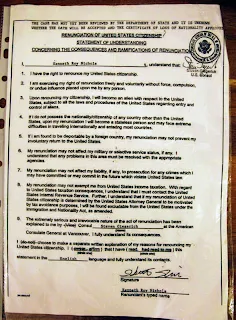 THE CASE HAS NOT YET BEEN REVIEWED BY THE DEPARTMENT OF STATE AND IT IS UNKNOWN
WHETHER THE OATH WILL BE ACCEPTED AND THE CERTIFICATE OF LOSS OF NATIONALITY APPROVED
RENUNCIATION OF UNITED STATES CITIZENSHIP
STATEMENT OF UNDERSTANDING
CONCERNING THE CONSEQUENCES AND RAMIFICATIONS OF RENUNCIATION
I, Kenneth Roy Nichols, understand that:
U.S. Consul
1. I have the right to renounce my United States citizenship.
2. I am exercising my right of renunciation freely and voluntarily without force, compulsion,
or undue influence placed upon me by any person.
3. Upon renouncing my citizenship, I will become an alien with respect to the United
States, subject to all the laws and procedures of the United States regarding entry and
control of aliens.
4. If I do not possess the nationality/citizenship of any country other than the United
States, upon my renunciation I will become a stateless person and may face extreme
difficulties in traveling internationally and entering most countries.
5. If I am found to be deportable by a foreign country, my renunciation may not prevent my
involuntary return to the United States.
6. My renunciation may not affect my military or selective service status, if any. I
understand that any problems in this area must be resolved with the appropriate
agencies.
7. My renunciation may not affect my liability, if any, to prosecution for any crimes which I
may have committed or may commit in the future which violate United States law.
8. My renunciation may not exempt me from United States income taxation. With regard
to United States taxation consequences, I understand that I must contact the United
States Internal Revenue Service. Further, I understand that if my renunciation of United
States citizenship is determined by the United States Attorney General to be motivated
by tax avoidance purposes, I will be found excludable from the United States under the
Immigration and Nationality Act, as amended.
9. The extremely serious and irrevocable nature of the act of renunciation has been
explained to me by (Vice) Consul Steven at the American
Consulate General at Vancouver. I fully understand its consequences.
I (do not) choose to make a separate written explanation of my reasons for renouncing my
United States citizenship. I ( swear, affirm ) that I have ( read, had read to me ) this
statement in the English language and fully understand its contents.
Signature
Kenneth Roy Nichols
Renunciant's typed name